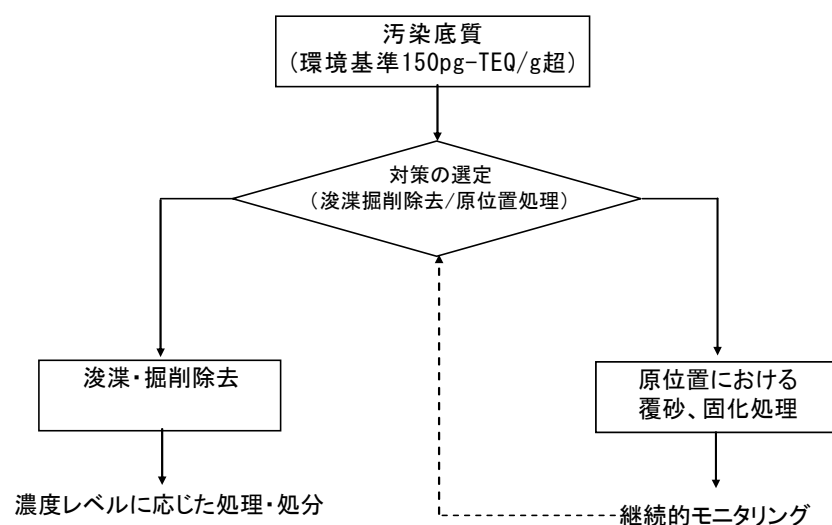 汚染底質
(環境基準150pg-TEQ/g超)
対策の選定
(浚渫掘削除去/原位置処理)
浚渫・掘削除去
原位置における
覆砂、固化処理
濃度レベルに応じた処理・処分
継続的モニタリング